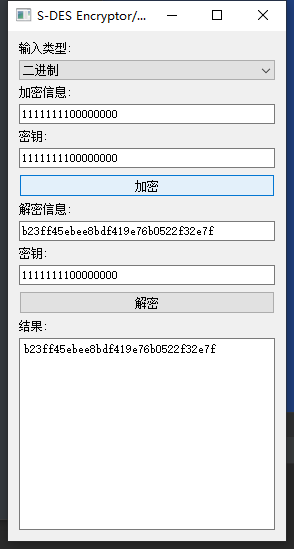 S-DES Encryptor/...
输入类型:
二进制
加密信息:
1111111100000000
密钥:
1111111100000000
加密
解密信息:
b23ff45ebee8bdf419e76b0522f32e7f
密钥:
1111111100000000
解密
结果:
b23ff45ebee8bdf419e76b0522f32e7f